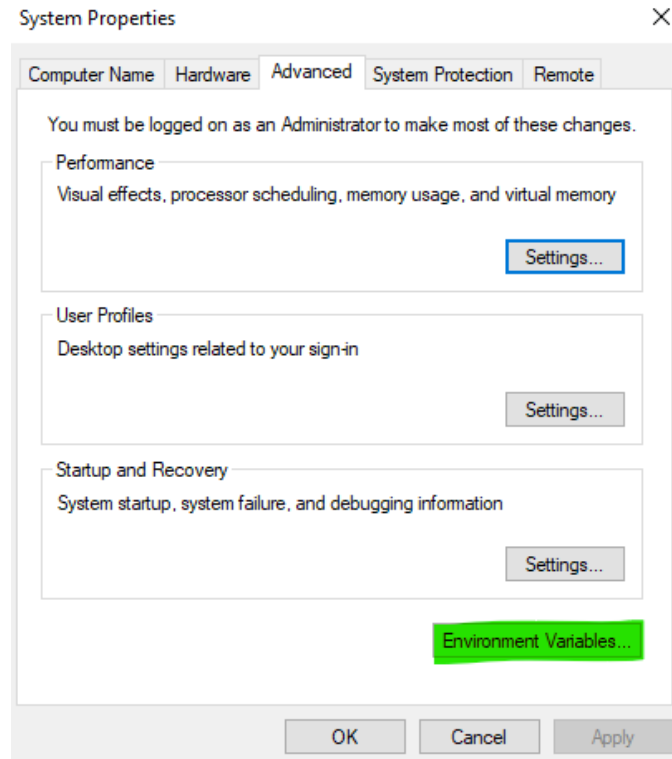 System Properties
Computer Name Hardware Advanced System Protection Remote
You must be logged on as an Administrator to make most of these changes.
Performance
Visual effects, processor scheduling, memory usage, and virtual memory
Settings...
User Profiles
Desktop settings related to your sign-in
Settings...
Startup and Recovery
System startup, system failure, and debugging information
Settings...
Environment Variables...
OK Cancel Apply